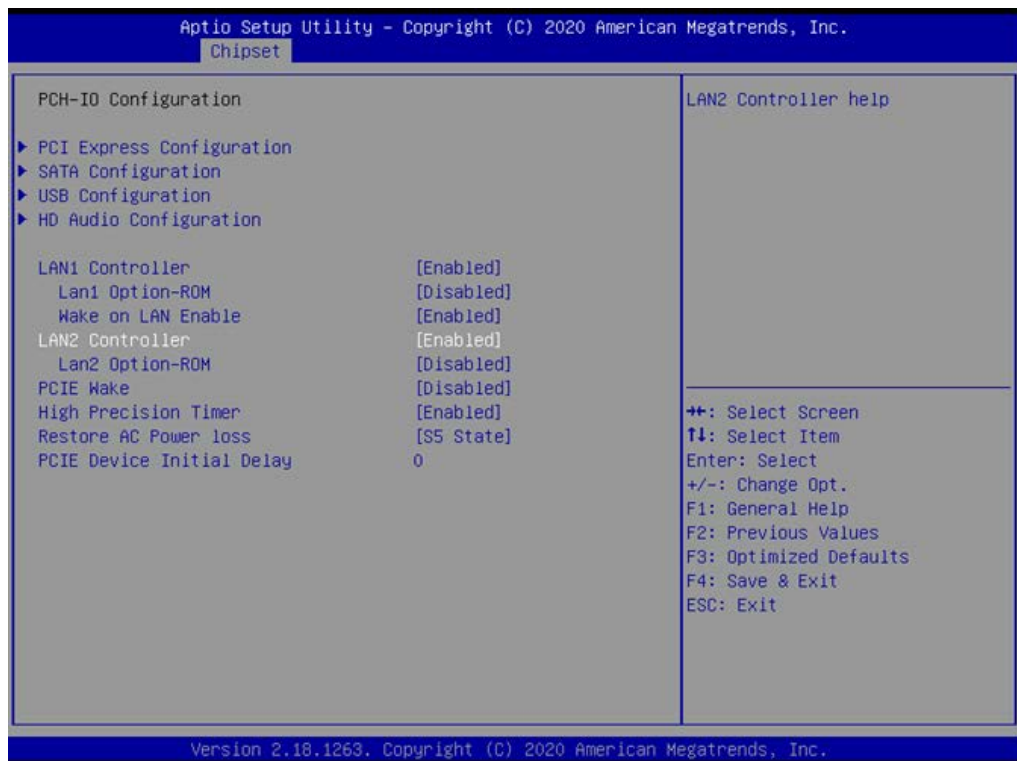 Aptio Setup Utility – Copyright (C) 2020 American Megatrends, Inc.
Chipset
PCH-IO Configuration
PCI Express Configuration
SATA Configuration
USB Configuration
HD Audio Configuration
LAN1 Controller [Enabled]
Lan1 Option-ROM [Disabled]
Wake on LAN Enable [Enabled]
LAN2 Controller [Enabled]
Lan2 Option-ROM [Disabled]
PCIE Wake [Disabled]
High Precision Timer [Enabled]
Restore AC Power loss [S5 State]
PCIE Device Initial Delay 0
LAN2 Controller help
→←: Select Screen
↑↓: Select Item
Enter: Select
+/-: Change Opt.
F1: General Help
F2: Previous Values
F3: Optimized Defaults
F4: Save & Exit
ESC: Exit
Version 2.18.1263. Copyright (C) 2020 American Megatrends, Inc.